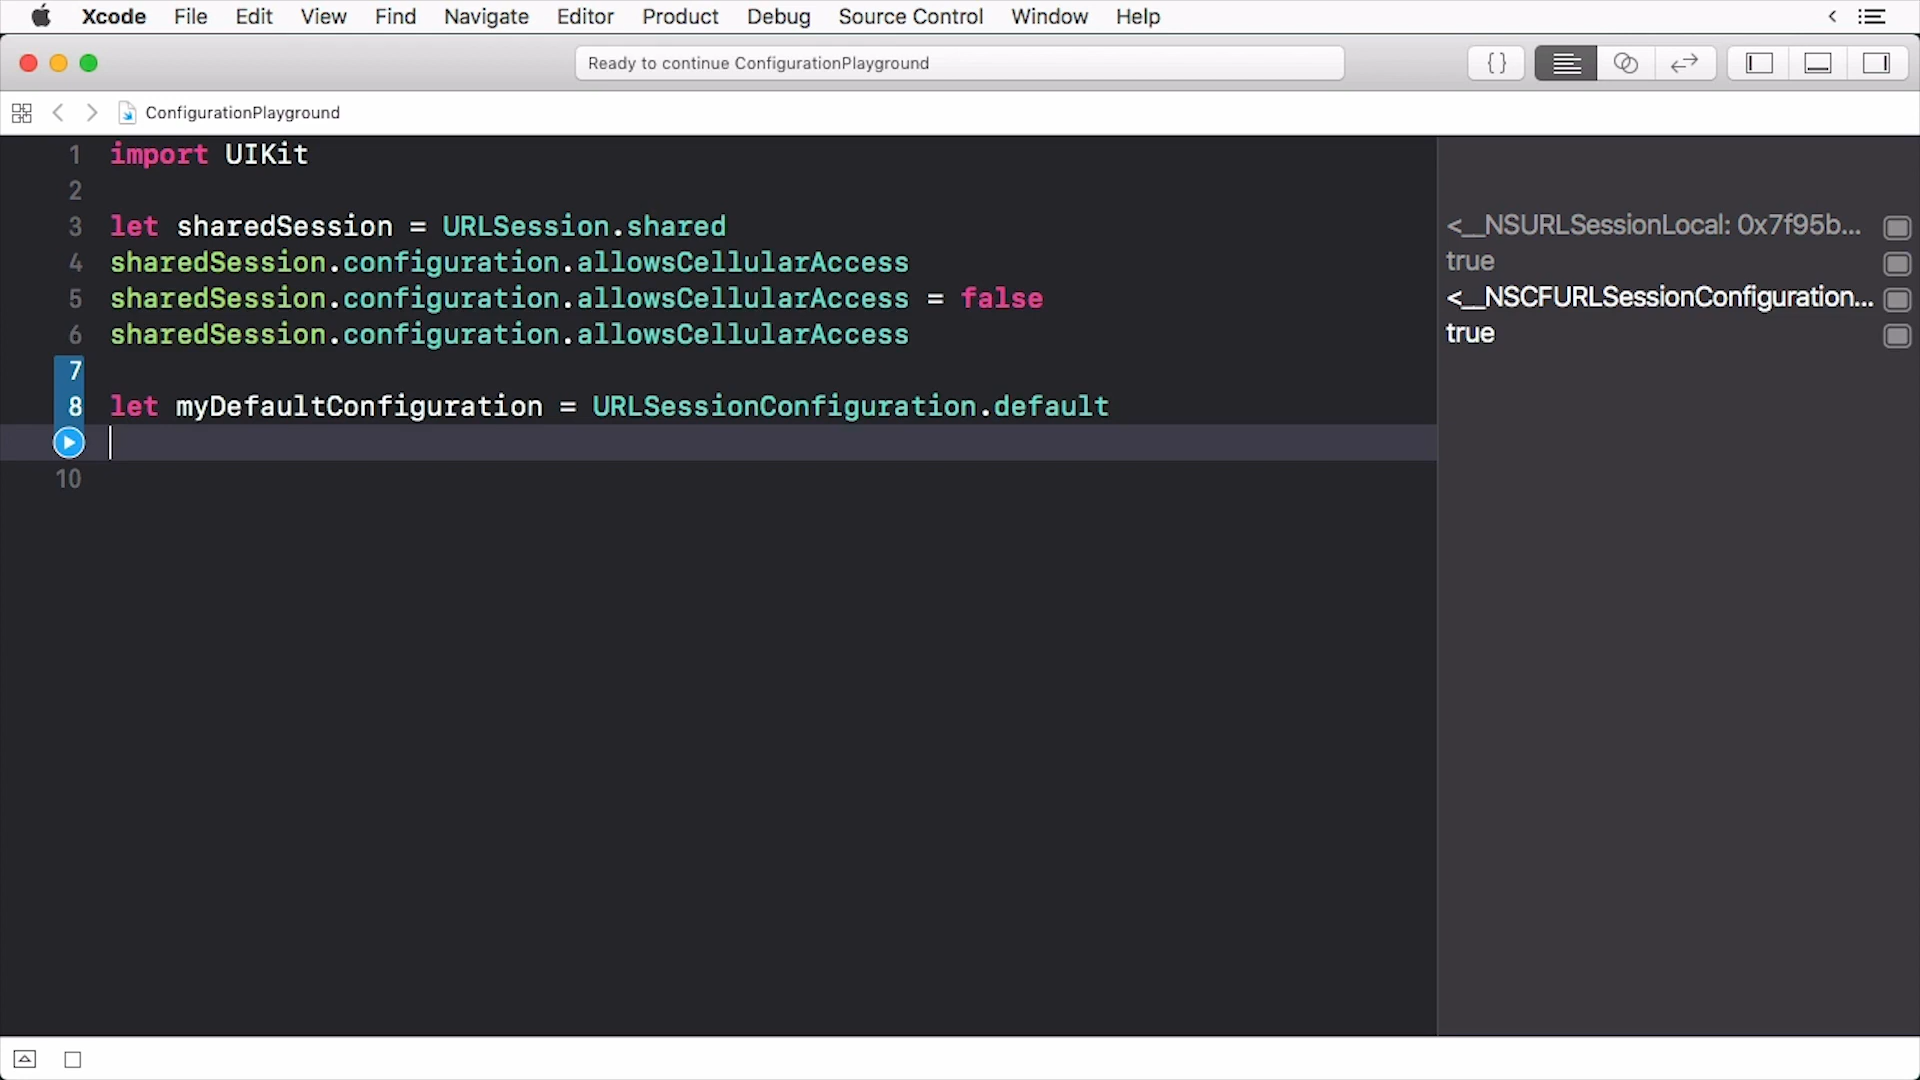 Xcode File Edit View Find Navigate Editor Product Debug Source Control Window Help
Ready to continue ConfigurationPlayground
{ }
ConfigurationPlayground
1 import UIKit
2
3 let sharedSession = URLSession.shared
<__NSURLSessionLocal: 0x7f95b...
4 sharedSession.configuration.allowsCellularAccess
true
5 sharedSession.configuration.allowsCellularAccess = false
<__NSCFURLSessionConfiguration...
6 sharedSession.configuration.allowsCellularAccess
true
7
8 let myDefaultConfiguration = URLSessionConfiguration.default
10